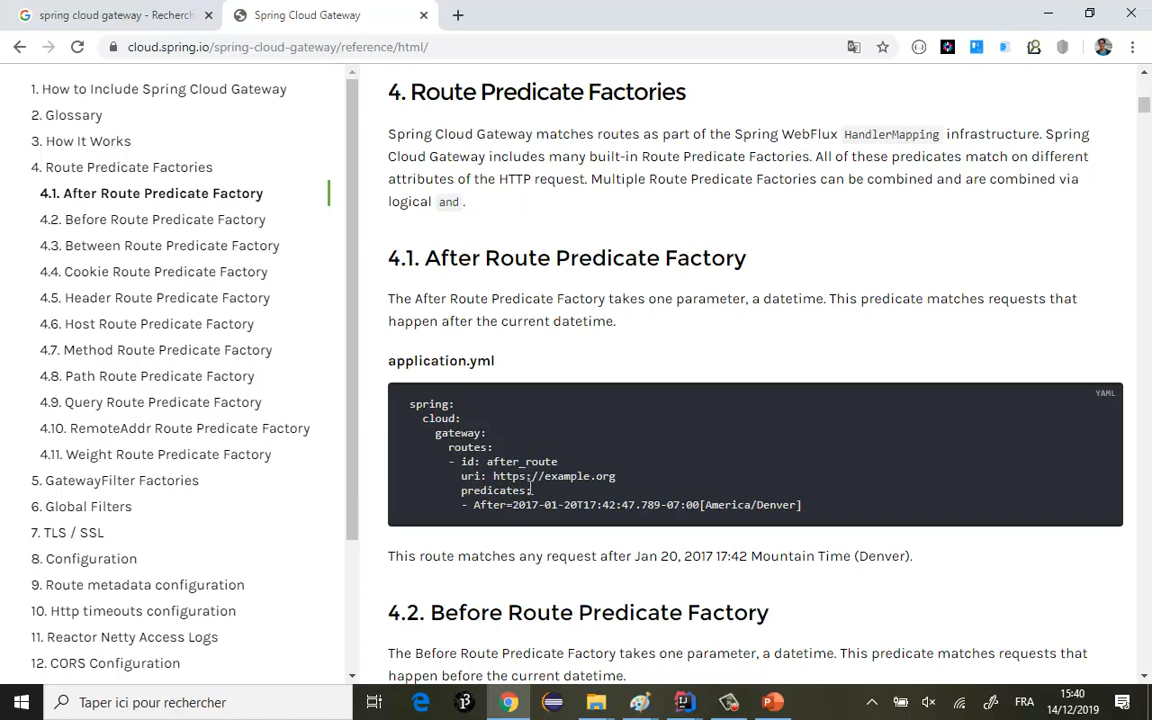 spring cloud gateway - Recherch
Spring Cloud Gateway
cloud.spring.io/spring-cloud-gateway/reference/html/
1. How to Include Spring Cloud Gateway
2. Glossary
3. How It Works
4. Route Predicate Factories
4.1. After Route Predicate Factory
4.2. Before Route Predicate Factory
4.3. Between Route Predicate Factory
4.4. Cookie Route Predicate Factory
4.5. Header Route Predicate Factory
4.6. Host Route Predicate Factory
4.7. Method Route Predicate Factory
4.8. Path Route Predicate Factory
4.9. Query Route Predicate Factory
4.10. RemoteAddr Route Predicate Factory
4.11. Weight Route Predicate Factory
5. GatewayFilter Factories
6. Global Filters
7. TLS / SSL
8. Configuration
9. Route metadata configuration
10. Http timeouts configuration
11. Reactor Netty Access Logs
12. CORS Configuration
4. Route Predicate Factories
Spring Cloud Gateway matches routes as part of the Spring WebFlux HandlerMapping infrastructure. Spring
Cloud Gateway includes many built-in Route Predicate Factories. All of these predicates match on different
attributes of the HTTP request. Multiple Route Predicate Factories can be combined and are combined via
logical and .
4.1. After Route Predicate Factory
The After Route Predicate Factory takes one parameter, a datetime. This predicate matches requests that
happen after the current datetime.
application.yml
YAML
spring:
cloud:
gateway:
routes:
- id: after_route
uri: https://example.org
predicates:
- After=2017-01-20T17:42:47.789-07:00[America/Denver]
This route matches any request after Jan 20, 2017 17:42 Mountain Time (Denver).
4.2. Before Route Predicate Factory
The Before Route Predicate Factory takes one parameter, a datetime. This predicate matches requests that
happen before the current datetime.
Taper ici pour rechercher
FRA
15:40
14/12/2019